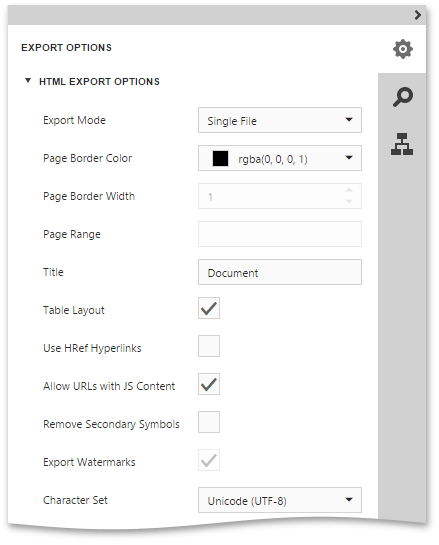 EXPORT OPTIONS
HTML EXPORT OPTIONS
Export Mode Single File
Page Border Color rgba(0, 0, 0, 1)
Page Border Width 1
Page Range
Title Document
Table Layout
Use HRef Hyperlinks
Allow URLs with JS Content
Remove Secondary Symbols
Export Watermarks
Character Set Unicode (UTF-8)